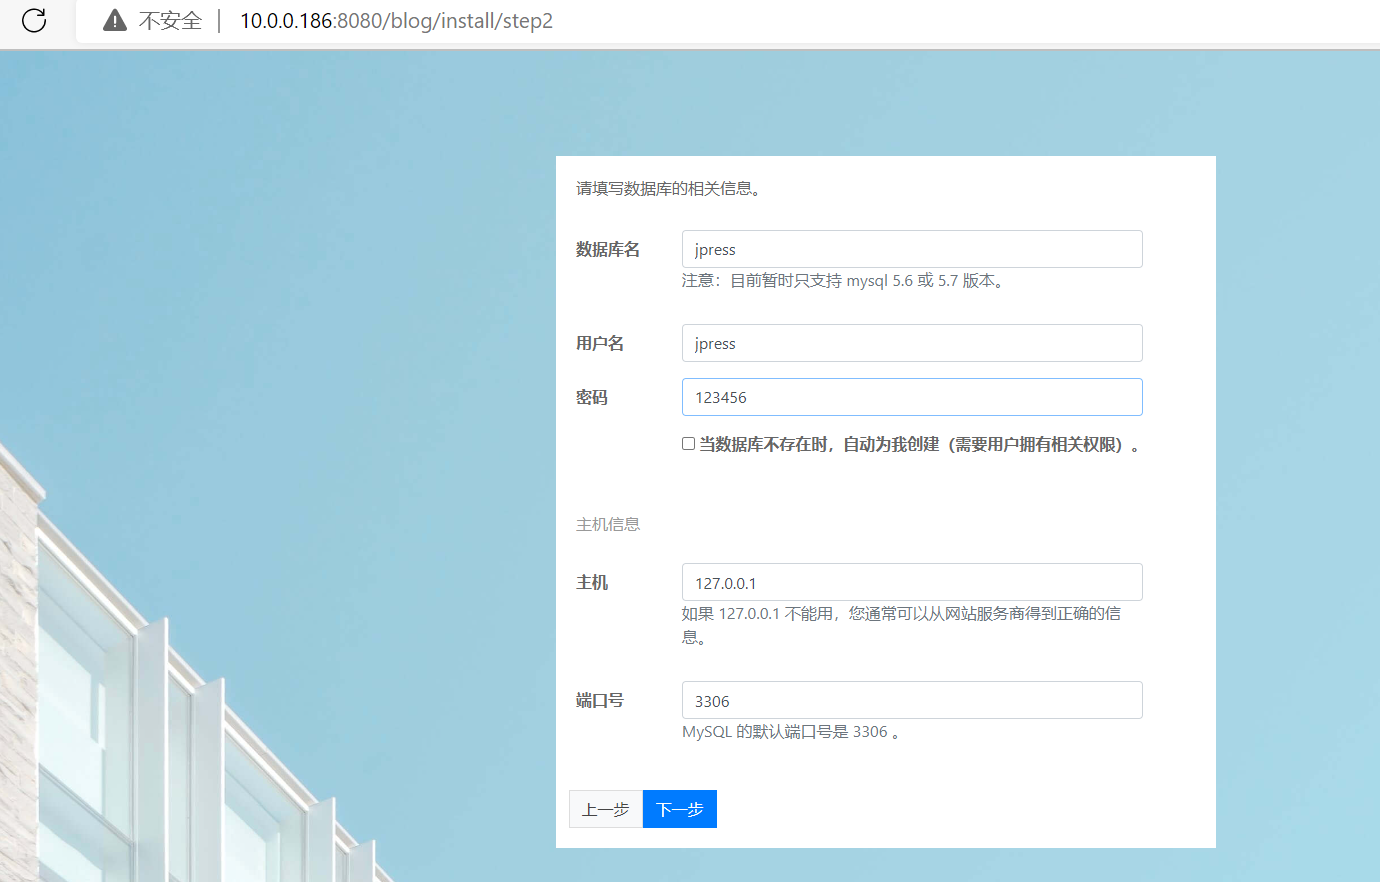 不安全 | 10.0.0.186:8080/blog/install/step2
请填写数据库的相关信息。
数据库名 jpress
注意：目前暂时只支持 mysql 5.6 或 5.7 版本。
用户名 jpress
密码 123456
当数据库不存在时，自动为我创建（需要用户拥有相关权限）。
主机信息
主机 127.0.0.1
如果 127.0.0.1 不能用，您通常可以从网站服务商得到正确的信
息。
端口号 3306
MySQL 的默认端口号是 3306 。
上一步 下一步